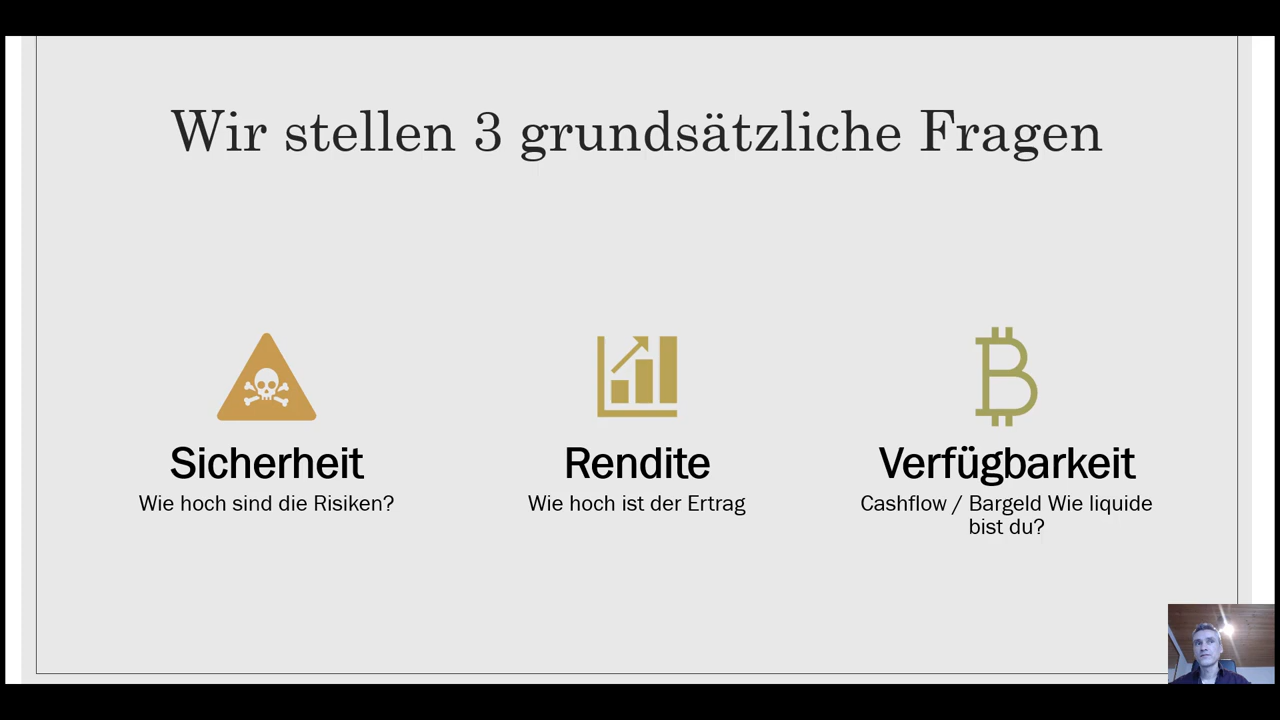 Wir stellen 3 grundsätzliche Fragen
Sicherheit
Wie hoch sind die Risiken?
Rendite
Wie hoch ist der Ertrag
Verfügbarkeit
Cashflow / Bargeld Wie liquide
bist du?